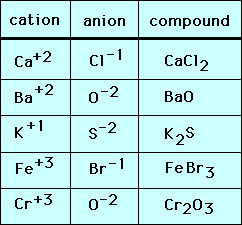 cation anion compound
Ca⁺² Cl⁻¹ CaCl₂
Ba⁺² O⁻² BaO
K⁺¹ S⁻² K₂S
Fe⁺³ Br⁻¹ FeBr₃
Cr⁺³ O⁻² Cr₂O₃